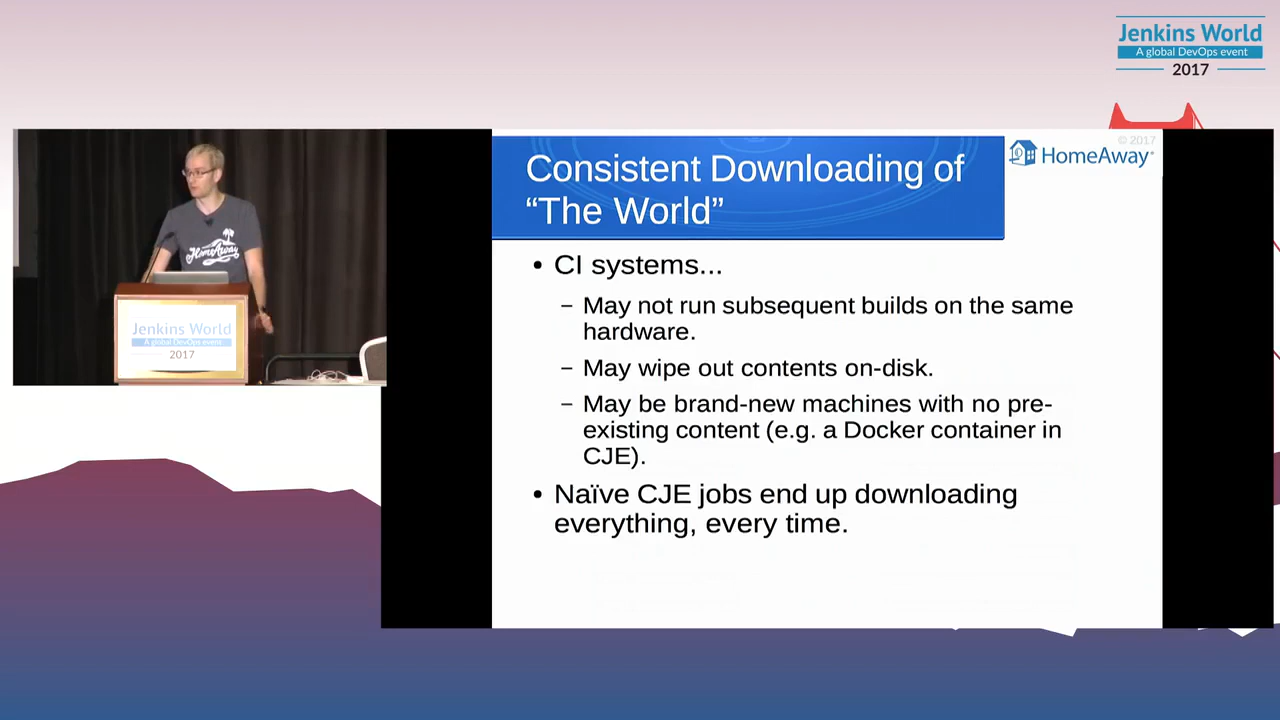 Jenkins World
A global DevOps event
2017
© 2017
HomeAway
Consistent Downloading of
“The World”
• CI systems...
– May not run subsequent builds on the same
hardware.
– May wipe out contents on-disk.
– May be brand-new machines with no pre-
existing content (e.g. a Docker container in
CJE).
• Naïve CJE jobs end up downloading
everything, every time.
HomeAway
Jenkins World
A global DevOps event
2017